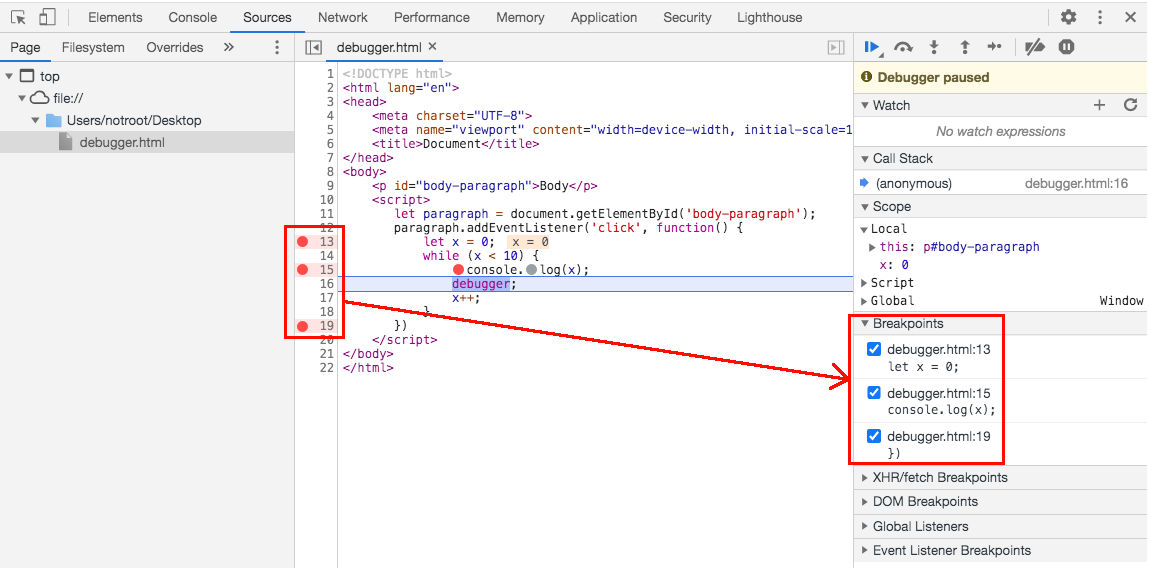 Elements Console Sources Network Performance Memory Application Security Lighthouse
Page Filesystem Overrides »
debugger.html ×
top
file://
Users/notroot/Desktop
debugger.html
1 <!DOCTYPE html>
2 <html lang="en">
3 <head>
4 <meta charset="UTF-8">
5 <meta name="viewport" content="width=device-width, initial-scale=1
6 <title>Document</title>
7 </head>
8 <body>
9 <p id="body-paragraph">Body</p>
10 <script>
11 let paragraph = document.getElementById('body-paragraph');
12 paragraph.addEventListener('click', function() {
13 let x = 0; x = 0
14 while (x < 10) {
15 console.log(x);
16 debugger;
17 x++;
18 }
19 })
20 </script>
21 </body>
22 </html>
Debugger paused
Watch
No watch expressions
Call Stack
(anonymous) debugger.html:16
Scope
Local
this: p#body-paragraph
x: 0
Script
Global Window
Breakpoints
debugger.html:13
let x = 0;
debugger.html:15
console.log(x);
debugger.html:19
})
XHR/fetch Breakpoints
DOM Breakpoints
Global Listeners
Event Listener Breakpoints